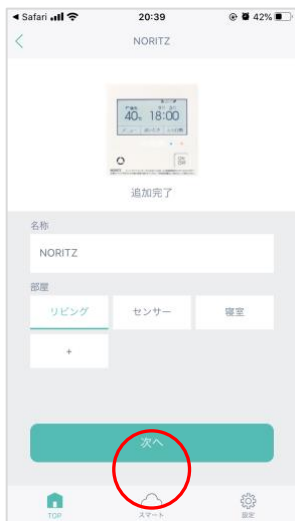 Safari
20:39
42%
NORITZ
40
18:00
追加完了
名称
NORITZ
部屋
リビング
センサー
寝室
+
次へ
TOP
スマート
設定